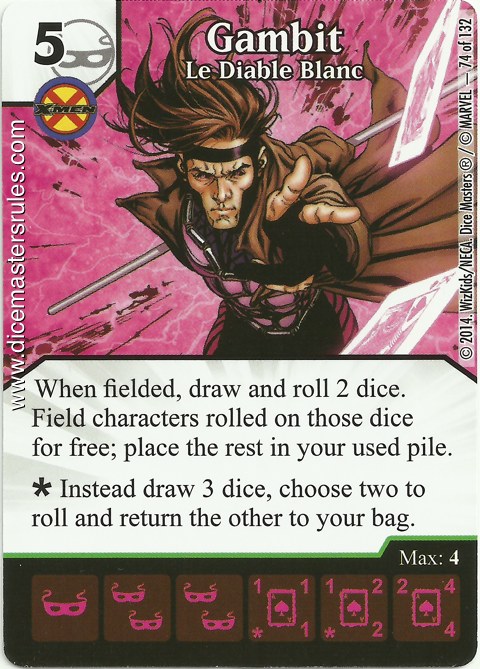 5
Gambit
Le Diable Blanc
X-MEN
www.dicemastersrules.com
© 2014. WizKids/NECA. Dice Masters ® / © MARVEL — 74 of 132
When fielded, draw and roll 2 dice.
Field characters rolled on those dice
for free; place the rest in your used pile.
* Instead draw 3 dice, choose two to
roll and return the other to your bag.
Max: 4
1 1 2 2 4
* 1 * 2 4